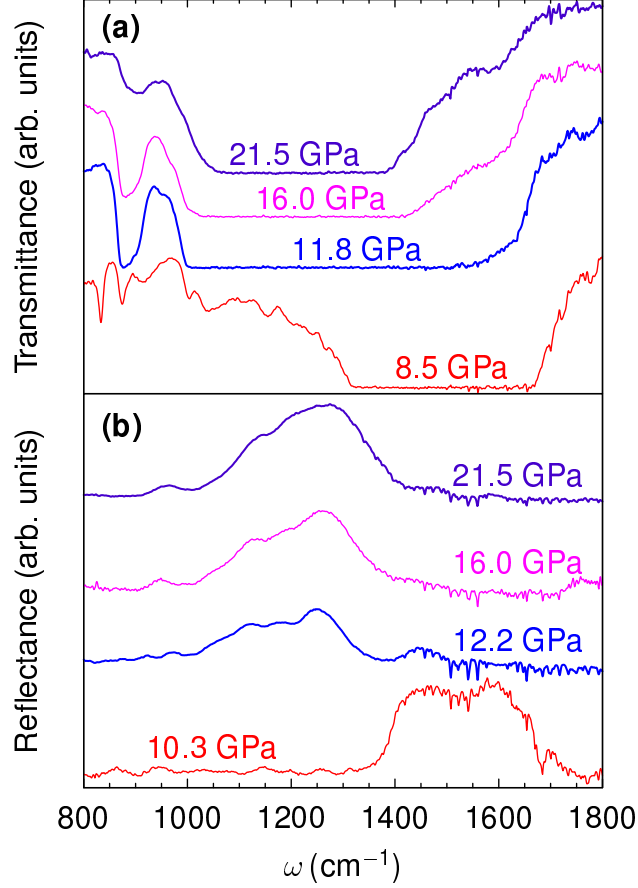 (a)
Transmittance (arb. units)
21.5 GPa
16.0 GPa
11.8 GPa
8.5 GPa
(b)
Reflectance (arb. units)
21.5 GPa
16.0 GPa
12.2 GPa
10.3 GPa
800 1000 1200 1400 1600 1800
ω (cm⁻¹)